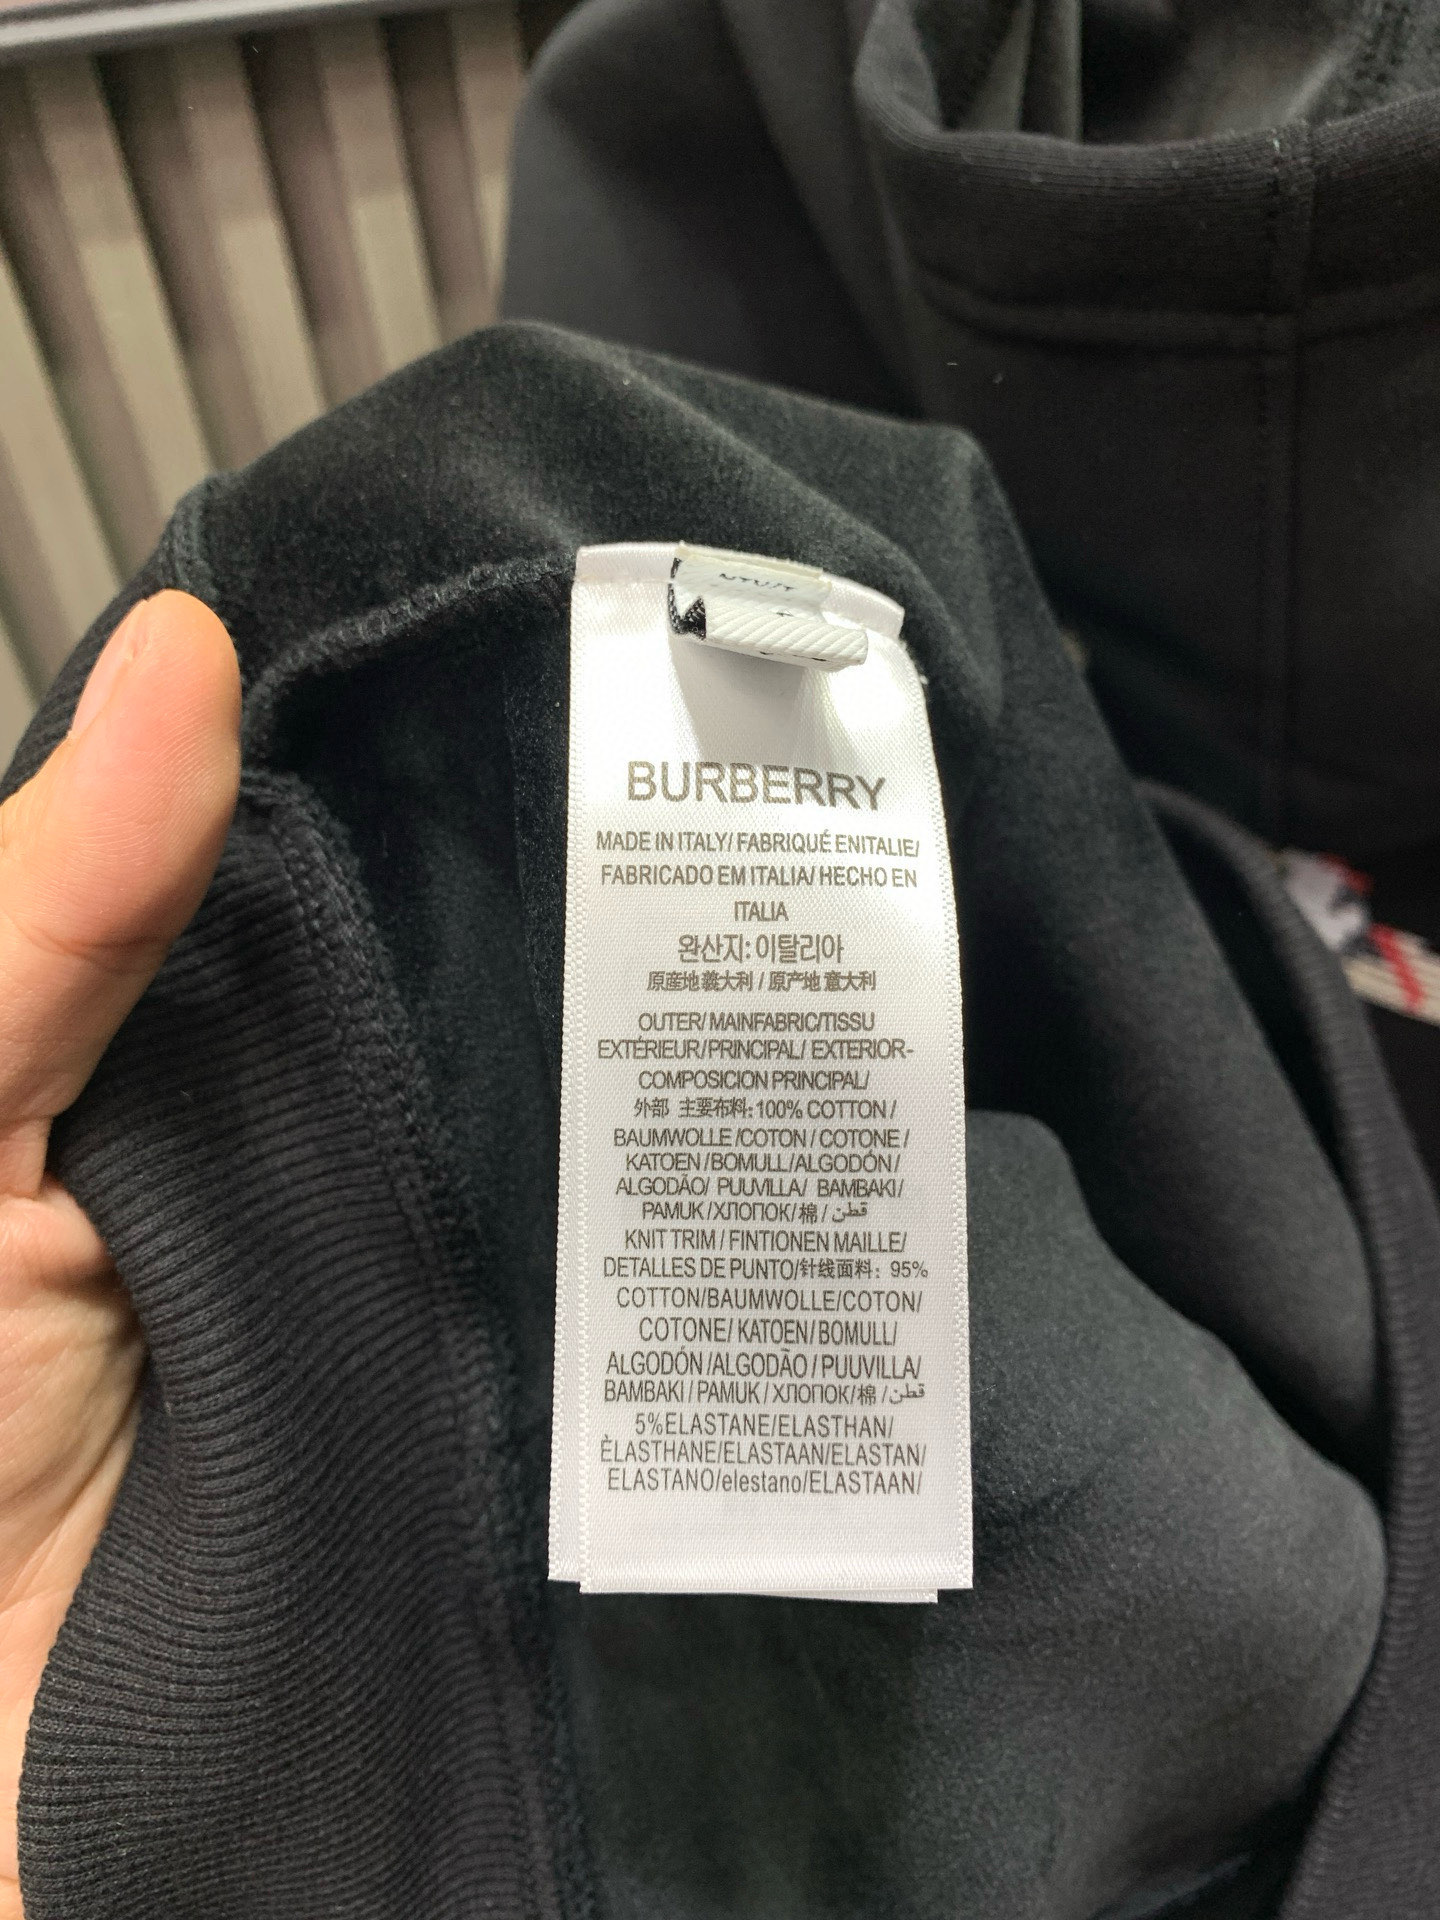 BURBERRY
MADE IN ITALY/ FABRIQUÉ ENITALIE/
FABRICADO EM ITALIA/ HECHO EN
ITALIA
완산지: 이탈리아
原産地義大利 / 原产地 意大利
OUTER/ MAINFABRIC/TISSU
EXTÉRIEUR/PRINCIPAL/ EXTERIOR-
COMPOSICION PRINCIPAL/
外部 主要布料: 100% COTTON /
BAUMWOLLE /COTON / COTONE /
KATOEN /BOMULL/ALGODÓN /
ALGODÃO/ PUUVILLA/ BAMBAKI /
PAMUK /ХЛОПОК/ 棉 / قطن
KNIT TRIM / FINTIONEN MAILLE/
DETALLES DE PUNTO/针线面料: 95%
COTTON/BAUMWOLLE/COTON/
COTONE/ KATOEN/ BOMULL/
ALGODÓN /ALGODÃO / PUUVILLA/
BAMBAKI / PAMUK / ХЛОПОК/ 棉 / قطن
5%ELASTANE/ELASTHAN/
ÈLASTHANE/ELASTAAN/ELASTAN/
ELASTANO/elestano/ELASTAAN/